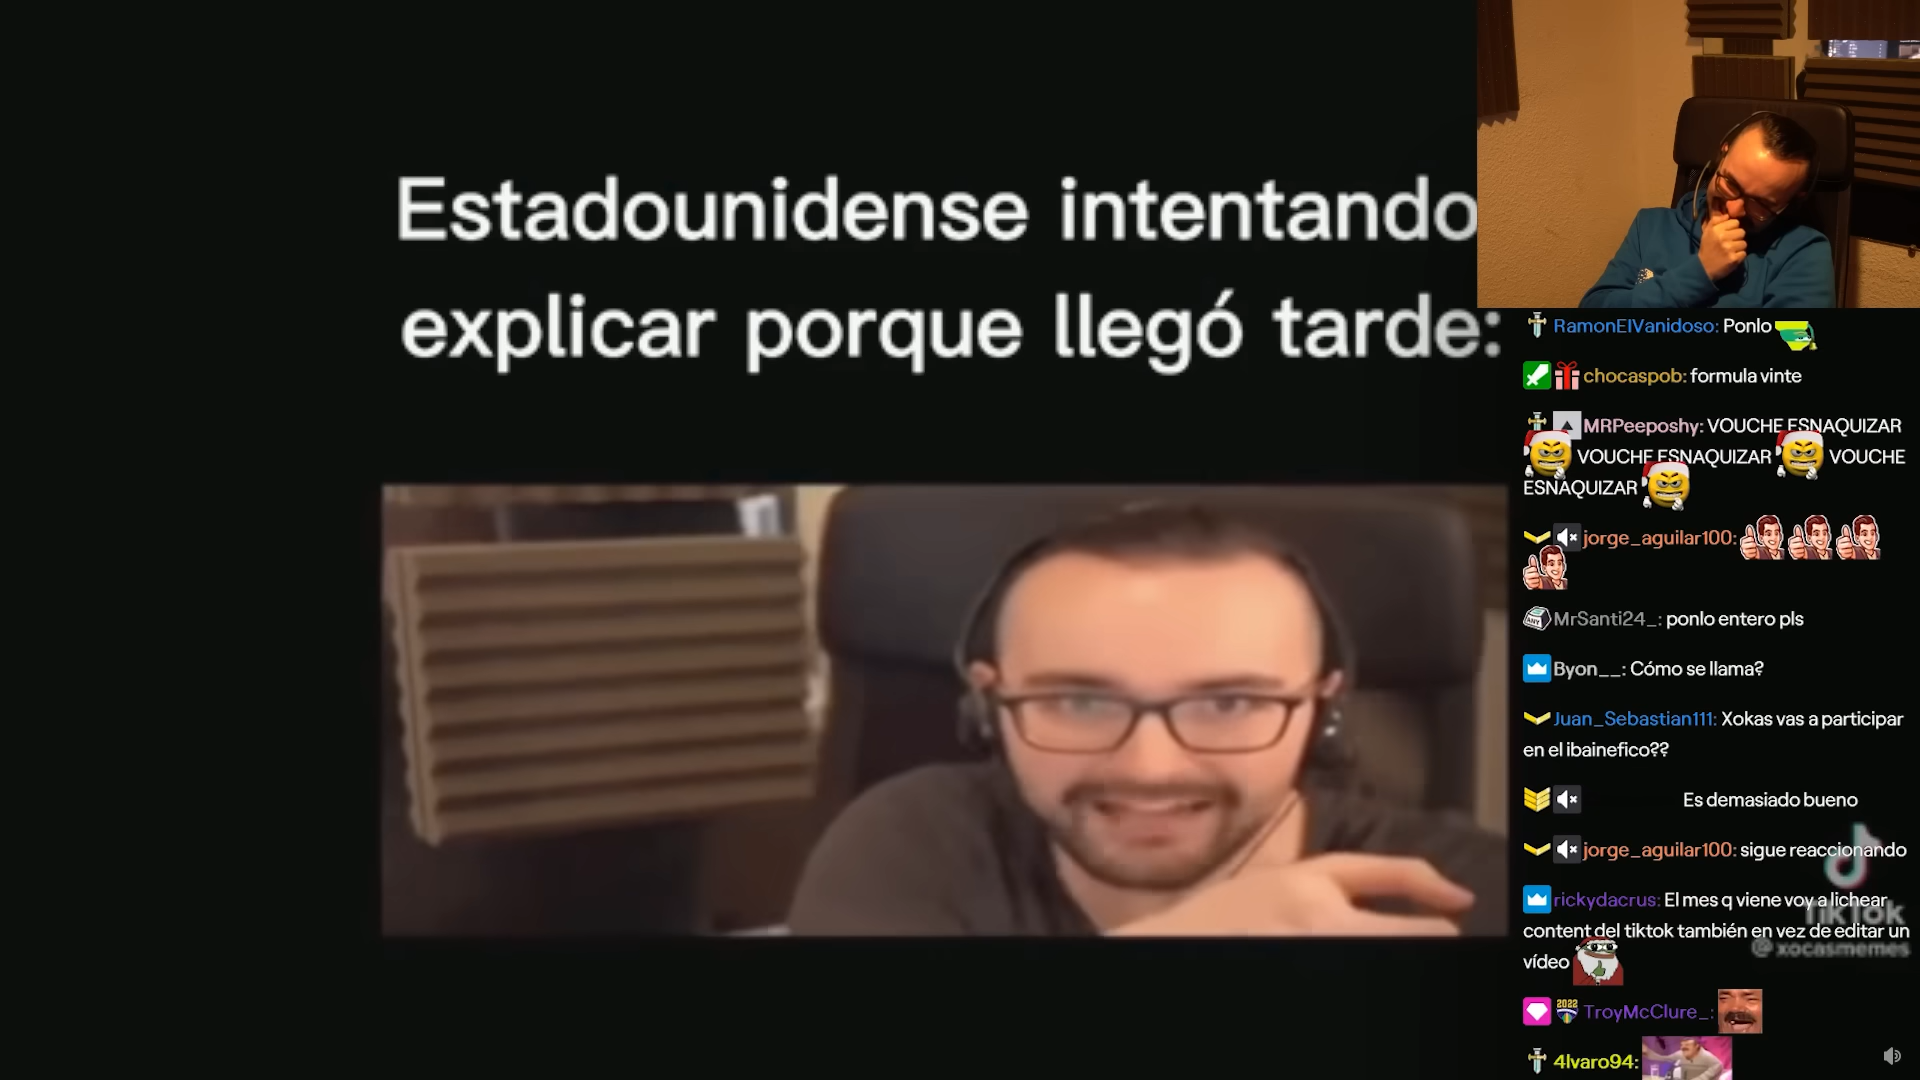 Estadounidense intentando
explicar porque llegó tarde:
RamonElVanidoso: Ponlo
chocaspob: formula vinte
MRPeeposhy: VOUCHE ESNAQUIZAR
VOUCHE ESNAQUIZAR VOUCHE
ESNAQUIZAR
jorge_aguilar100:
MrSanti24_: ponlo entero pls
Byon__: Cómo se llama?
Juan_Sebastian111: Xokas vas a participar
en el ibainefico??
Es demasiado bueno
jorge_aguilar100: sigue reaccionando
rickydacrus: El mes q viene voy a lichear
content del tiktok también en vez de editar un
vídeo
TikTok
@xocasmemes
2022
TroyMcClure_:
4lvaro94: